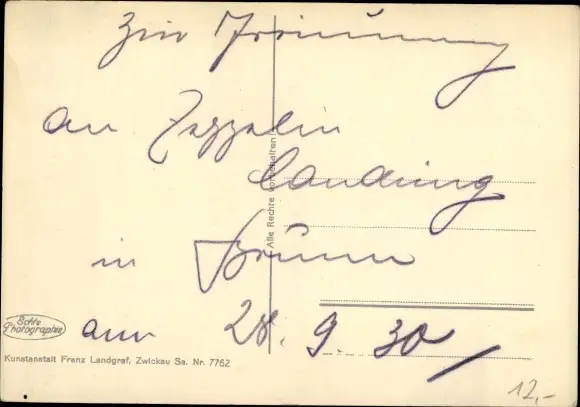 Zur Erinnerung
an Zeppelin
Landung
in Brünn
am 28. 9. 30
Alle Rechte vorbehalten
Echte
Photographie
Kunstanstalt Franz Landgraf, Zwickau Sa. Nr. 7762
12,-